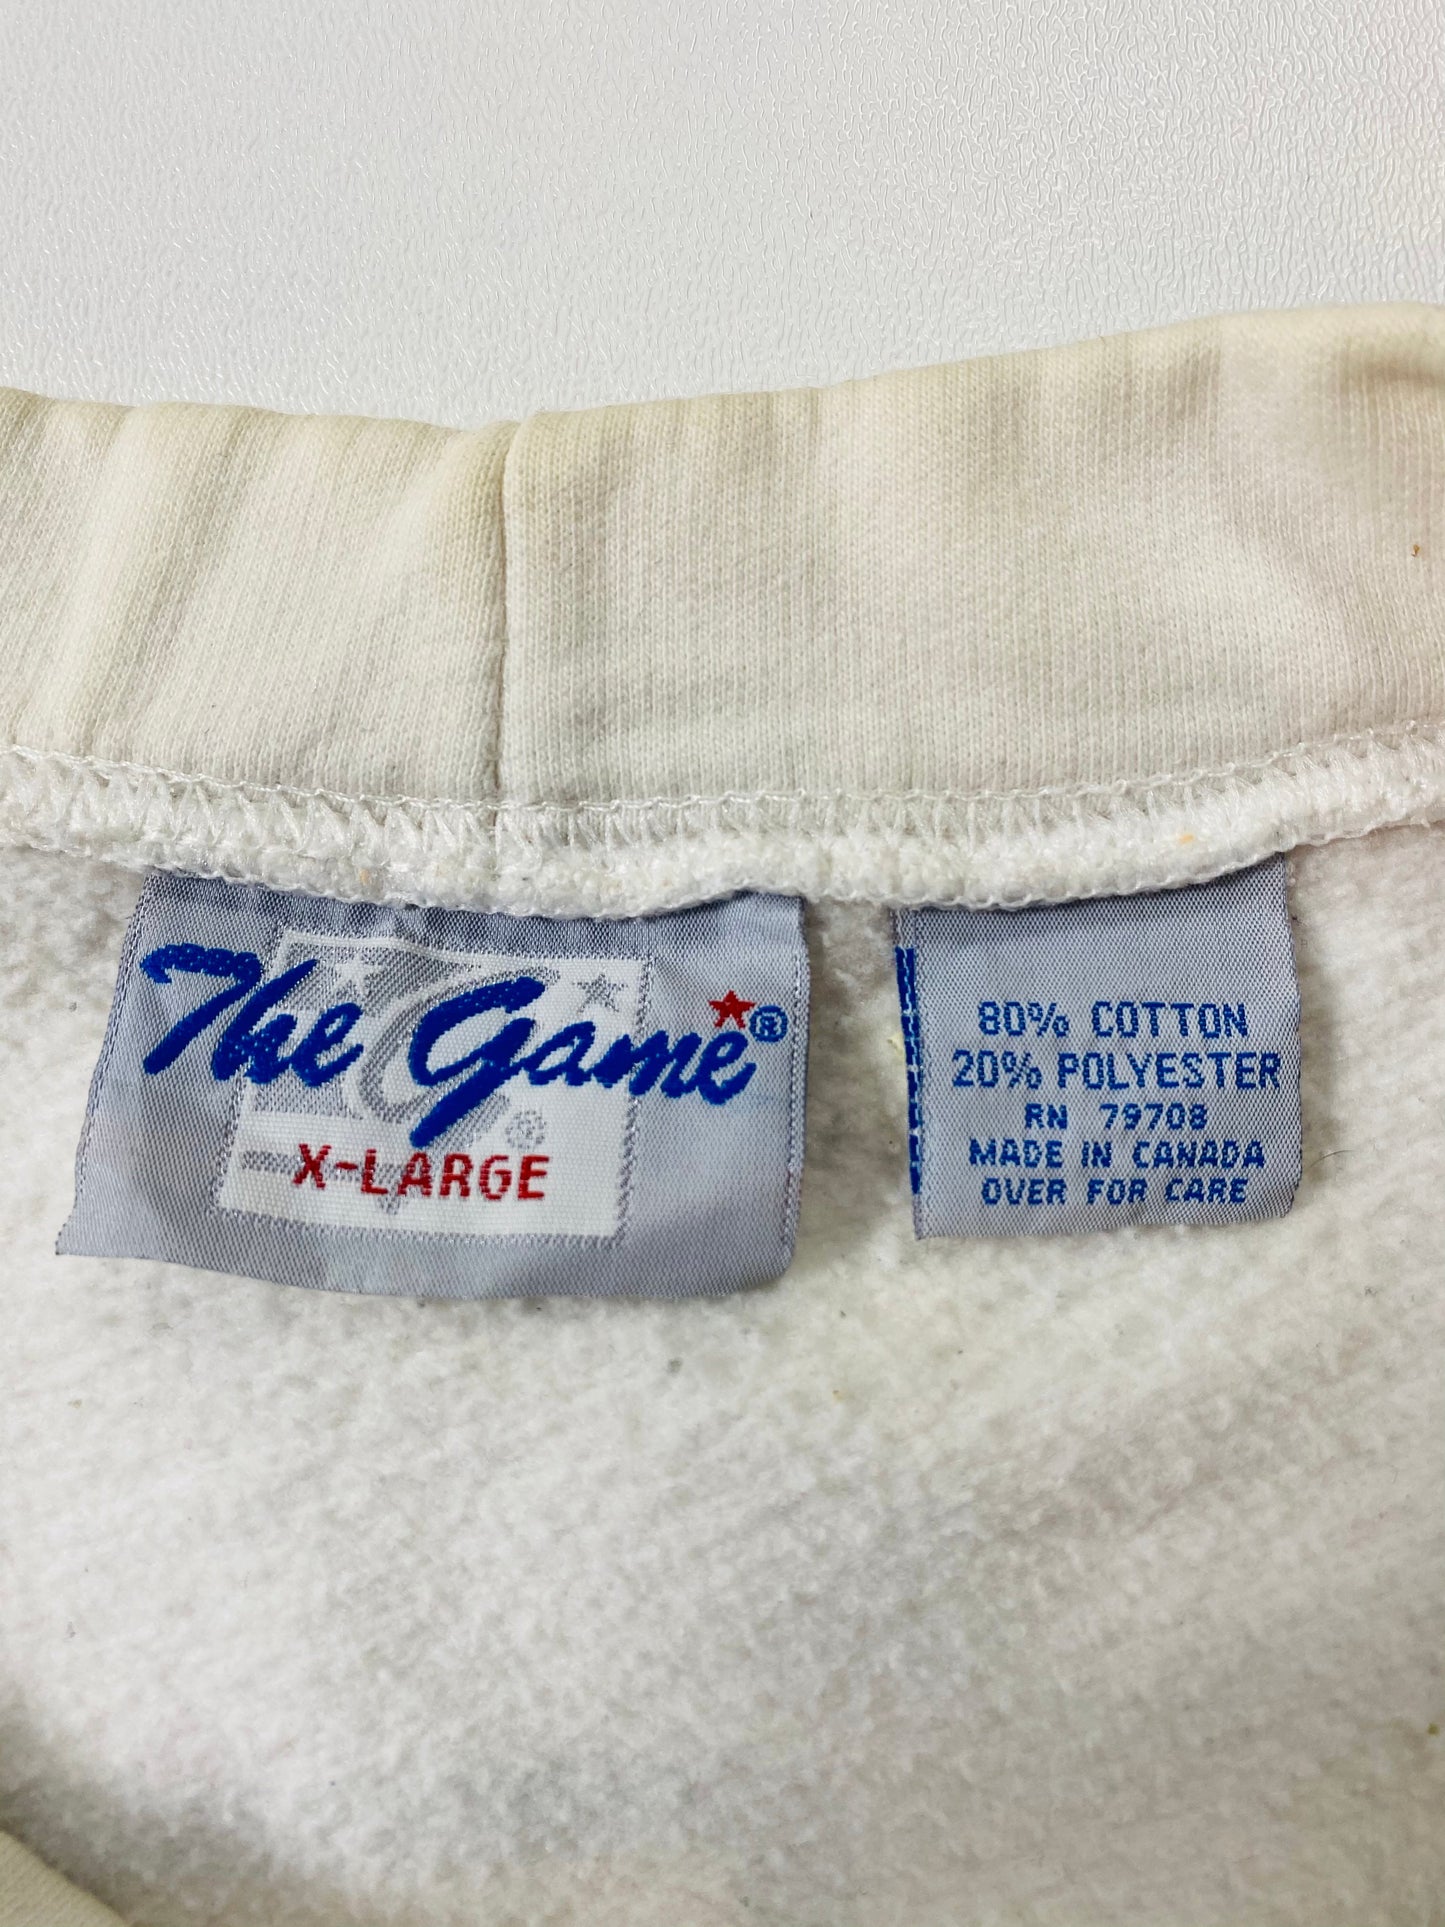 The Game ®
®
X-LARGE
80% COTTON
20% POLYESTER
RN 79708
MADE IN CANADA
OVER FOR CARE